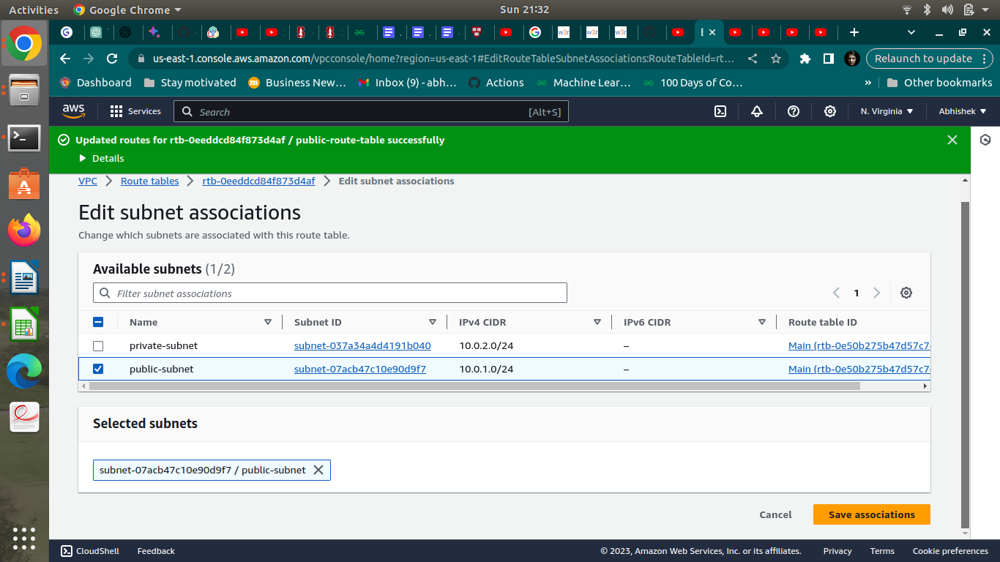 Activities Google Chrome Sun 21:32
us-east-1.console.aws.amazon.com/vpcconsole/home?region=us-east-1#EditRouteTableSubnetAssociations:RouteTableId=rt... Relaunch to update
Dashboard Stay motivated Business New... Inbox (9) - abh... Actions Machine Lear... 100 Days of Co... » Other bookmarks
aws Services Search [Alt+S] N. Virginia Abhishek
Updated routes for rtb-0eeddcd84f873d4af / public-route-table successfully
Details
VPC Route tables rtb-0eeddcd84f873d4af Edit subnet associations
Edit subnet associations
Change which subnets are associated with this route table.
Available subnets (1/2)
Filter subnet associations 1
Name Subnet ID IPv4 CIDR IPv6 CIDR Route table ID
private-subnet subnet-037a34a4d4191b040 10.0.2.0/24 – Main (rtb-0e50b275b47d57c7
public-subnet subnet-07acb47c10e90d9f7 10.0.1.0/24 – Main (rtb-0e50b275b47d57c7
Selected subnets
subnet-07acb47c10e90d9f7 / public-subnet
Cancel Save associations
CloudShell Feedback © 2023, Amazon Web Services, Inc. or its affiliates. Privacy Terms Cookie preferences